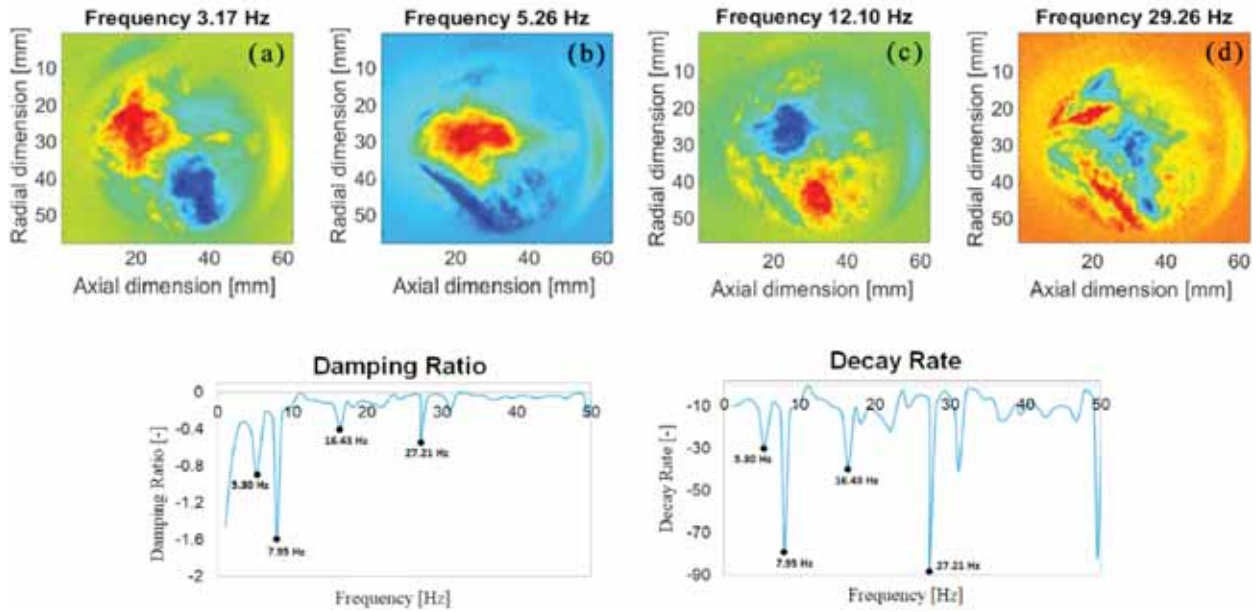 Frequency 3.17 Hz
(a)
Radial dimension [mm]
10
20
30
40
50
20 40 60
Axial dimension [mm]
Frequency 5.26 Hz
(b)
Radial dimension [mm]
10
20
30
40
50
20 40 60
Axial dimension [mm]
Frequency 12.10 Hz
(c)
Radial dimension [mm]
10
20
30
40
50
20 40 60
Axial dimension [mm]
Frequency 29.26 Hz
(d)
Radial dimension [mm]
10
20
30
40
50
20 40 60
Axial dimension [mm]
Damping Ratio
Damping Ratio [-]
0
-0.4
-0.8
-1.2
-1.6
-2
0 10 20 30 40 50
5.30 Hz
7.95 Hz
16.43 Hz
27.21 Hz
Frequency [Hz]
Decay Rate
Decay Rate [-]
-10
-30
-50
-70
-90
0 10 20 30 40 50
5.30 Hz
7.95 Hz
16.43 Hz
27.21 Hz
Frequency [Hz]